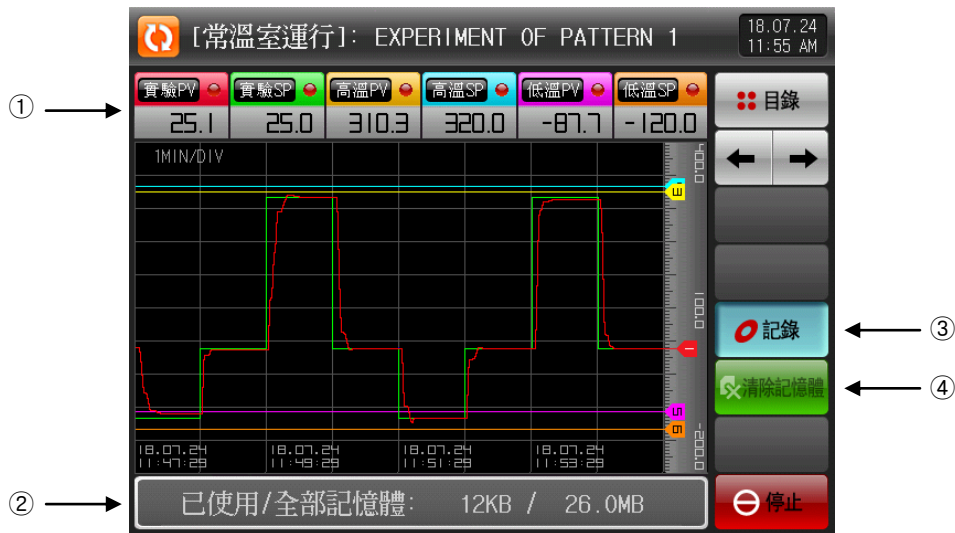 [常溫室運行]: EXPERIMENT OF PATTERN 1
18.07.24
11:55 AM
①
實驗PV 實驗SP 高溫PV 高溫SP 低溫PV 低溫SP
25.1 25.0 310.3 320.0 -87.7 -120.0
目錄
1MIN/DIV
400.0
3
100.0
1
記錄
③
清除記憶體
④
5
6
-200.0
18.07.24 18.07.24 18.07.24 18.07.24
11:47:29 11:49:29 11:51:29 11:53:29
②
已使用/全部記憶體: 12KB / 26.0MB
停止